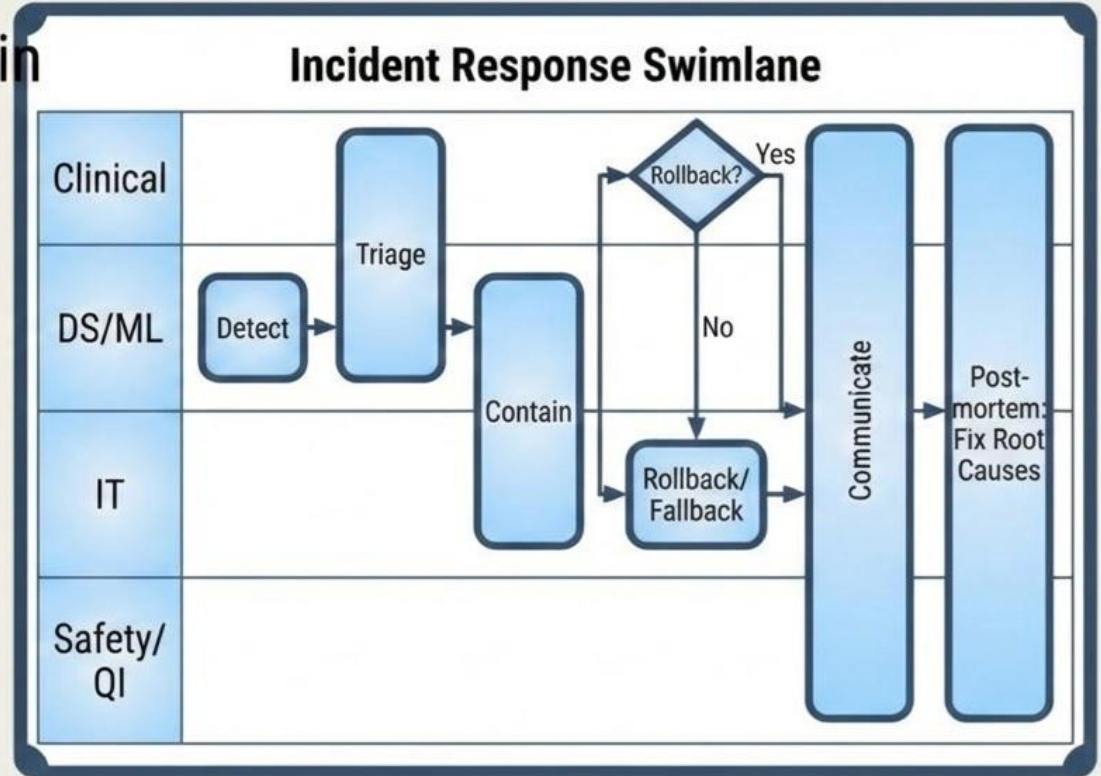 in
Incident Response Swimlane
Clinical
DS/ML
IT
Safety/
QI
Detect
Triage
Contain
Rollback?
Yes
No
Rollback/
Fallback
Communicate
Post-
mortem:
Fix Root
Causes